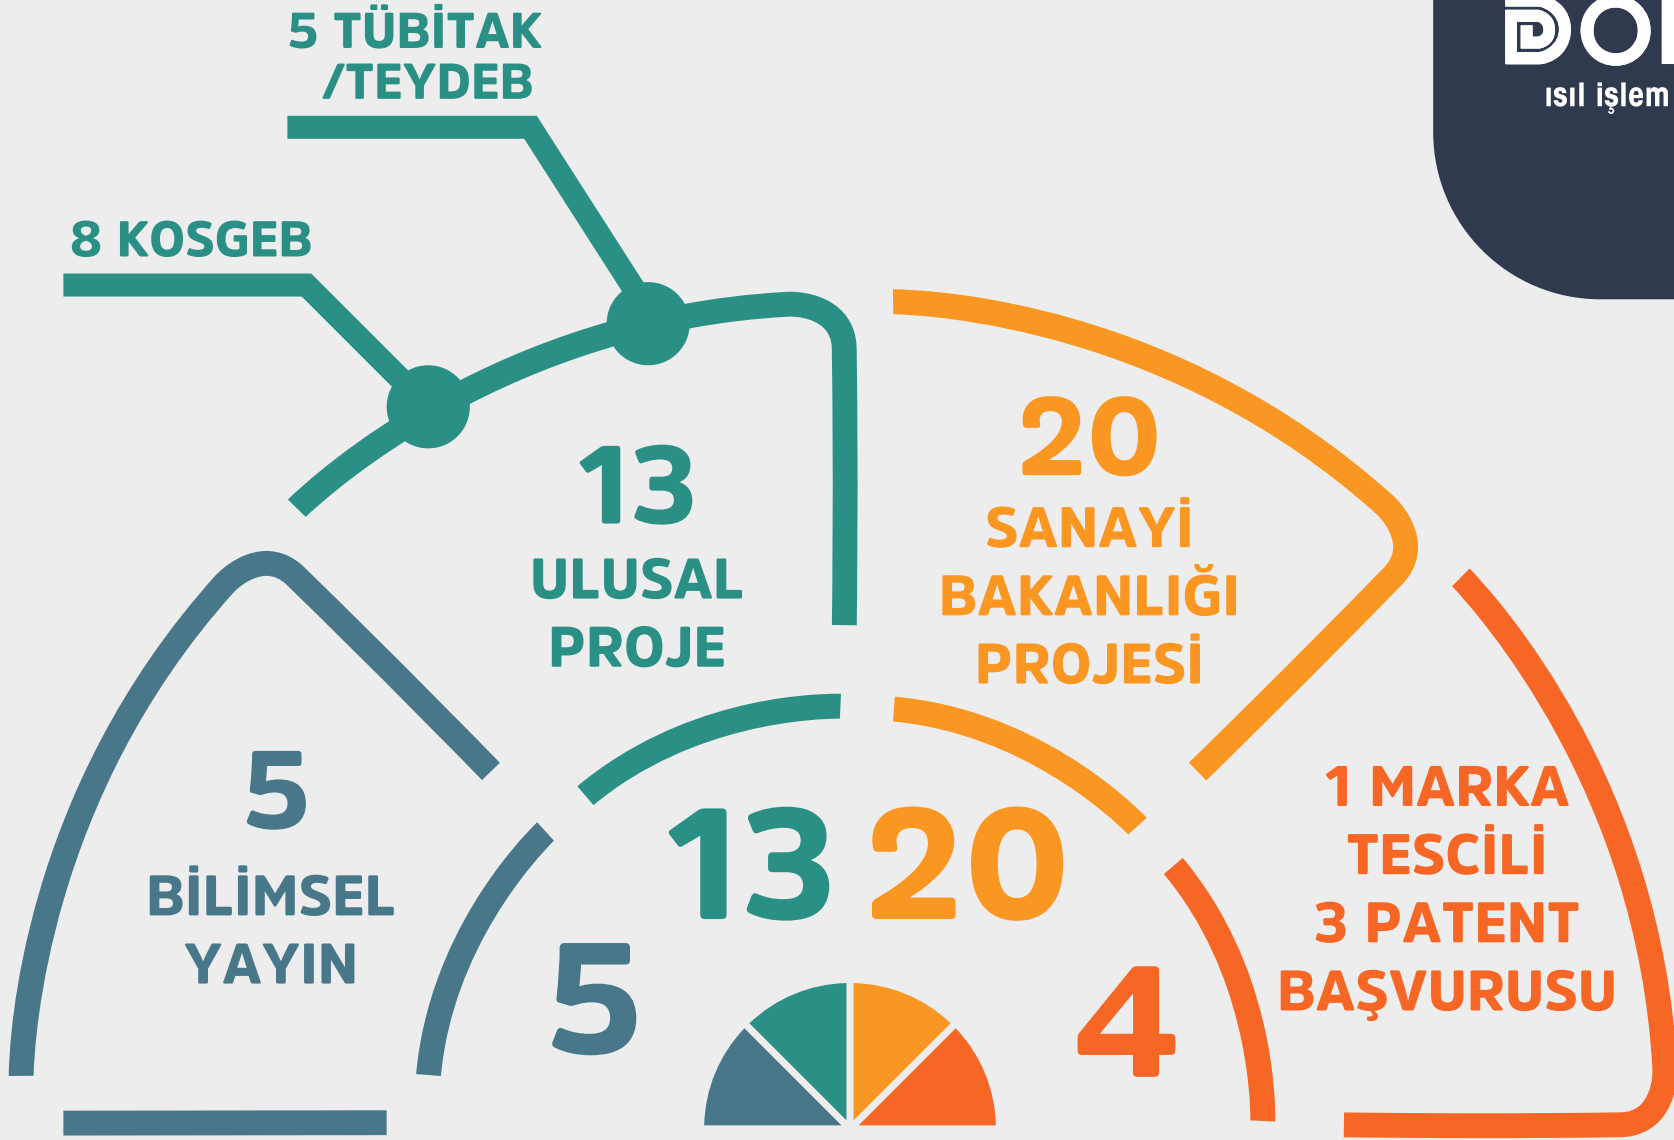 5 TÜBİTAK
/TEYDEB
ısıl işlem
8 KOSGEB
13
ULUSAL
PROJE
20
SANAYİ
BAKANLIĞI
PROJESİ
5
BİLİMSEL
YAYIN
1 MARKA
TESCİLİ
3 PATENT
BAŞVURUSU
13
20
5
4